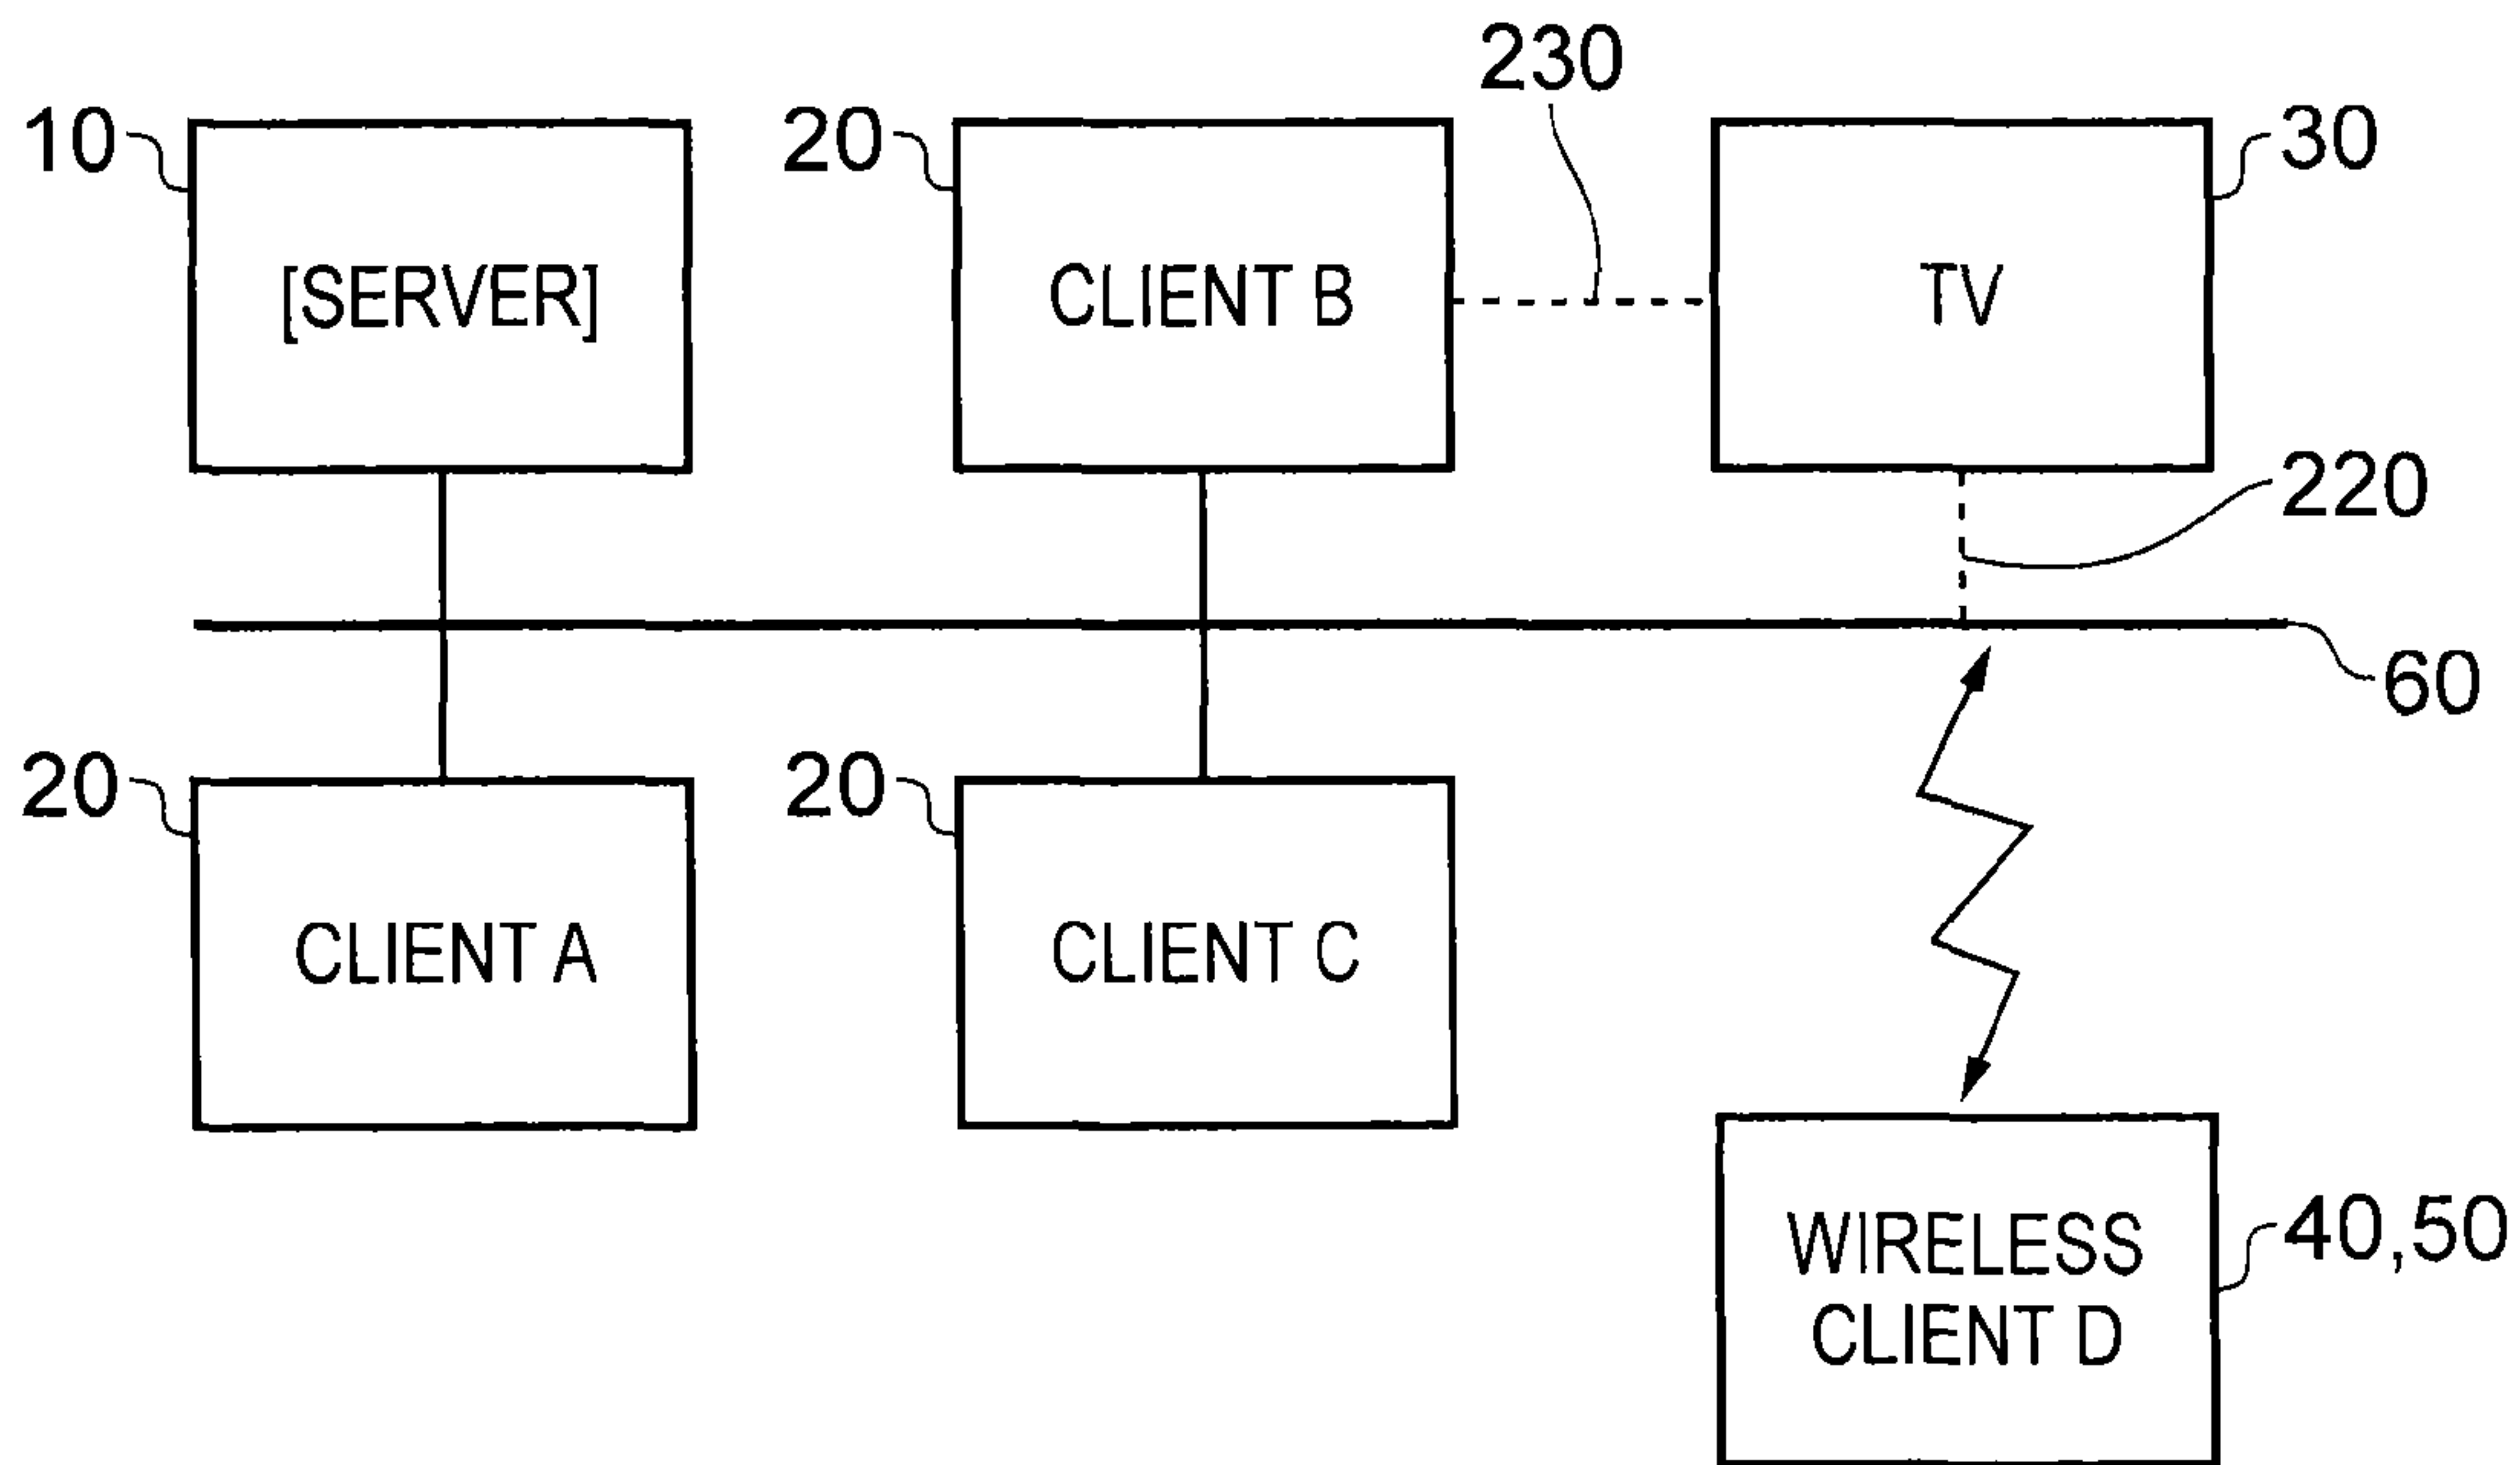 230
10
20
30
[SERVER]
CLIENT B
TV
220
60
20
20
CLIENT A
CLIENT C
40,50
WIRELESS
CLIENT D